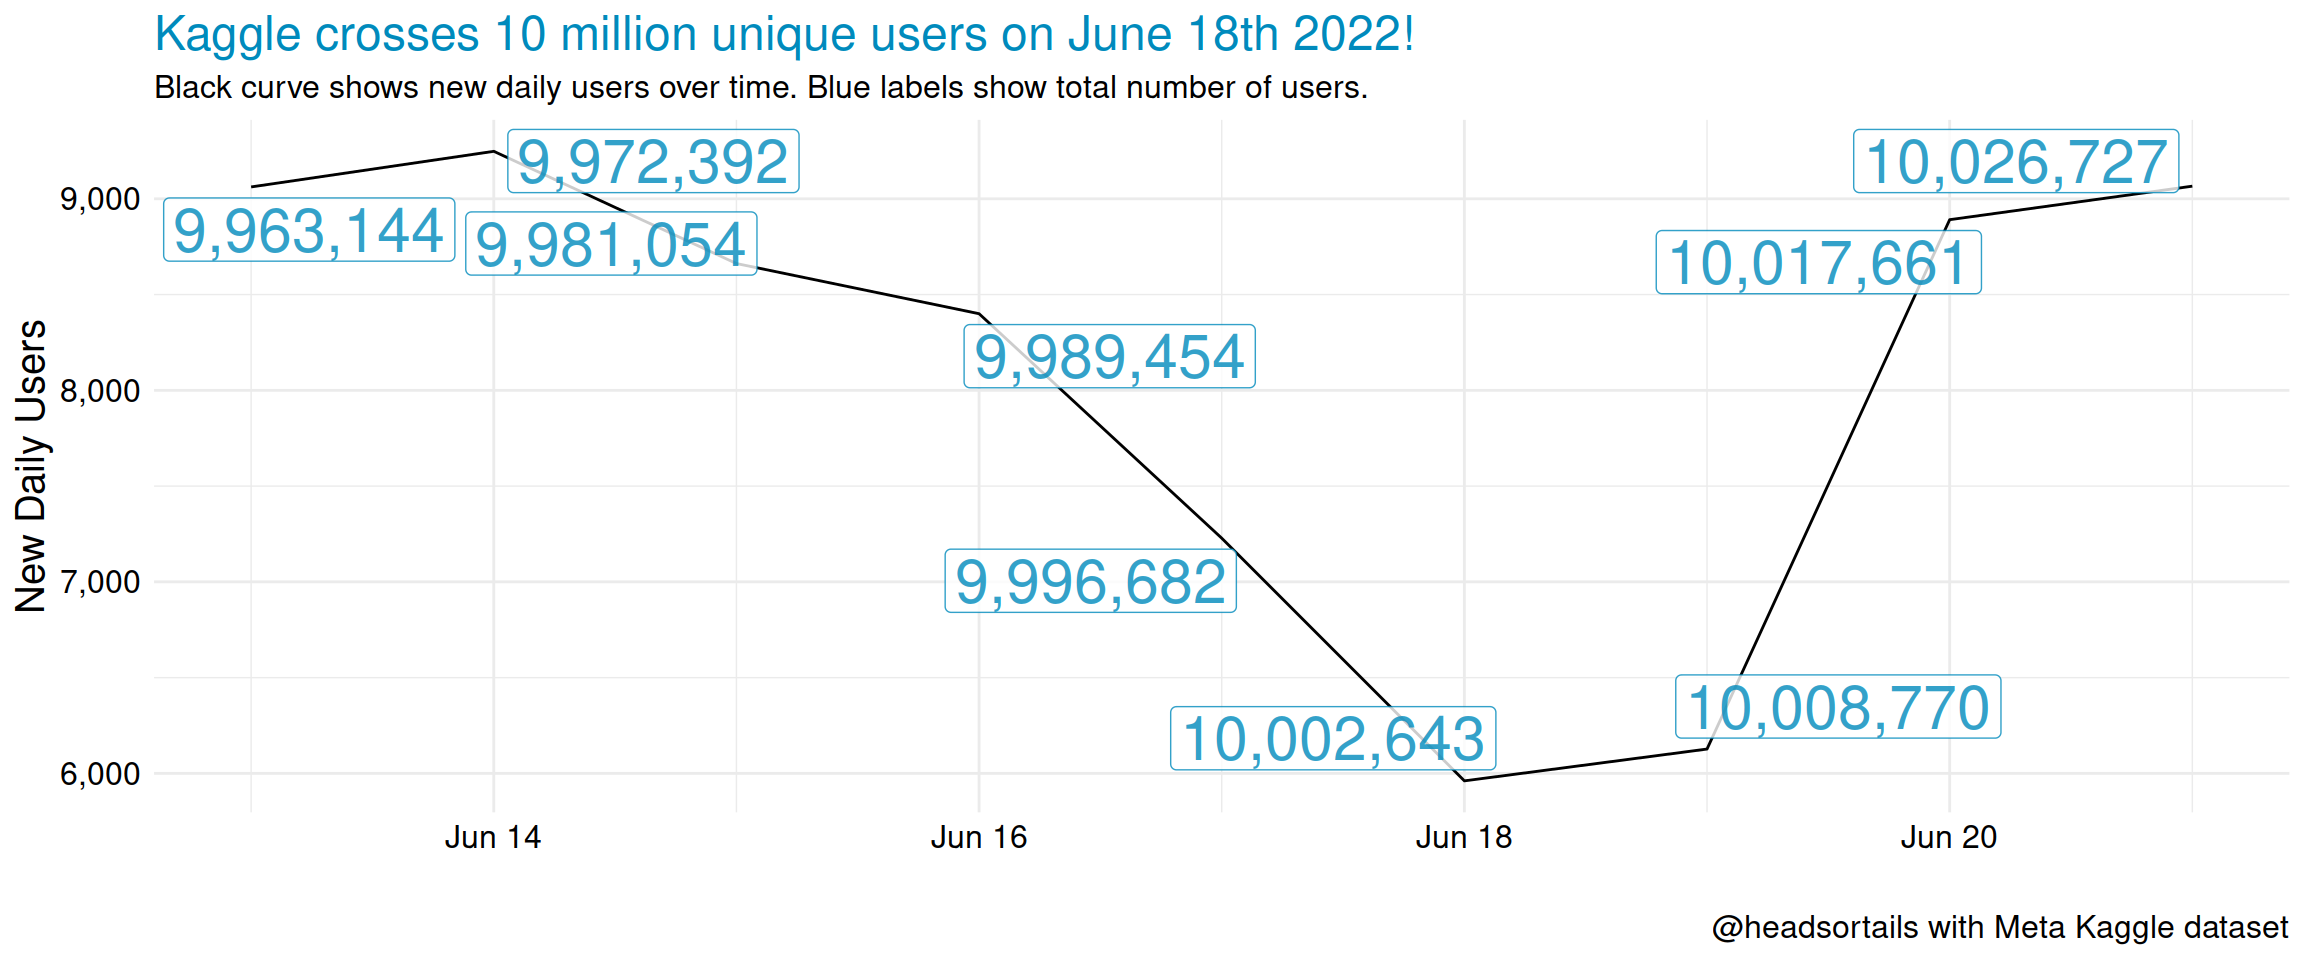 Kaggle crosses 10 million unique users on June 18th 2022!
Black curve shows new daily users over time. Blue labels show total number of users.
New Daily Users
9,000
8,000
7,000
6,000
9,963,144
9,972,392
9,981,054
9,989,454
9,996,682
10,002,643
10,008,770
10,017,661
10,026,727
Jun 14
Jun 16
Jun 18
Jun 20
@headsortails with Meta Kaggle dataset